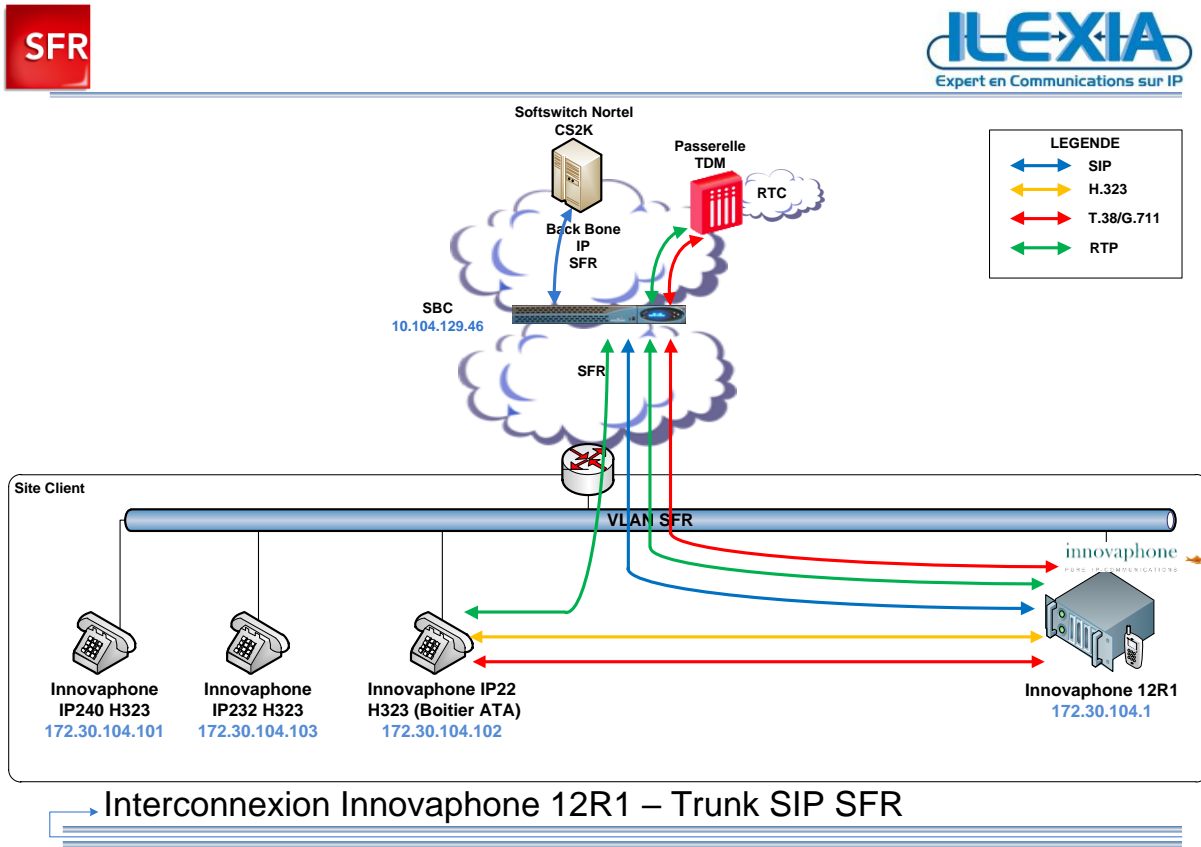 SFR
ILEXIA
Expert en Communications sur IP
Softswitch Nortel
CS2K
Passerelle
TDM
RTC
LEGENDE
SIP
H.323
T.38/G.711
RTP
Back Bone
IP
SFR
SBC
10.104.129.46
SFR
Site Client
VLAN SFR
innovaphone
PURE IP-COMMUNICATIONS
Innovaphone
IP240 H323
172.30.104.101
Innovaphone
IP232 H323
172.30.104.103
Innovaphone IP22
H323 (Boitier ATA)
172.30.104.102
Innovaphone 12R1
172.30.104.1
Interconnexion Innovaphone 12R1 – Trunk SIP SFR